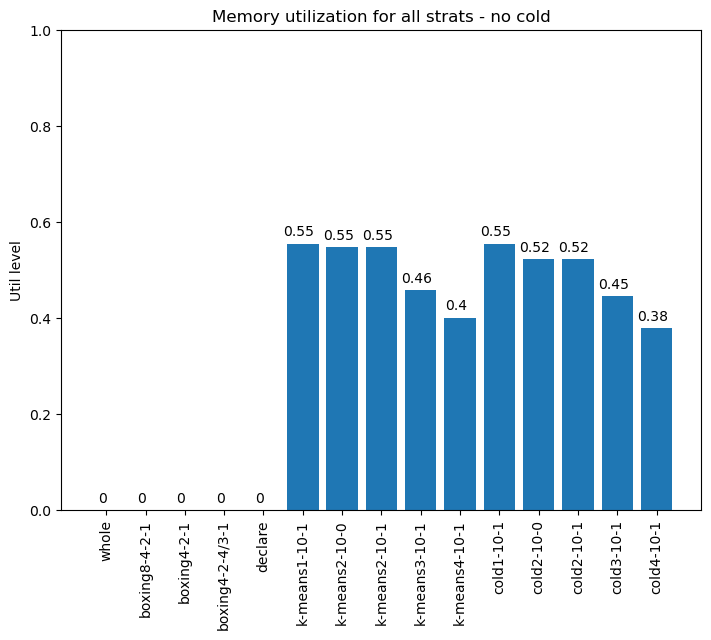 Memory utilization for all strats - no cold
Util level
1.0
0.8
0.6
0.4
0.2
0.0
0
0
0
0
0
0.55
0.55
0.55
0.46
0.4
0.55
0.52
0.52
0.45
0.38
whole
boxing8-4-2-1
boxing4-2-1
boxing4-2-4/3-1
declare
k-means1-10-1
k-means2-10-0
k-means2-10-1
k-means3-10-1
k-means4-10-1
cold1-10-1
cold2-10-0
cold2-10-1
cold3-10-1
cold4-10-1